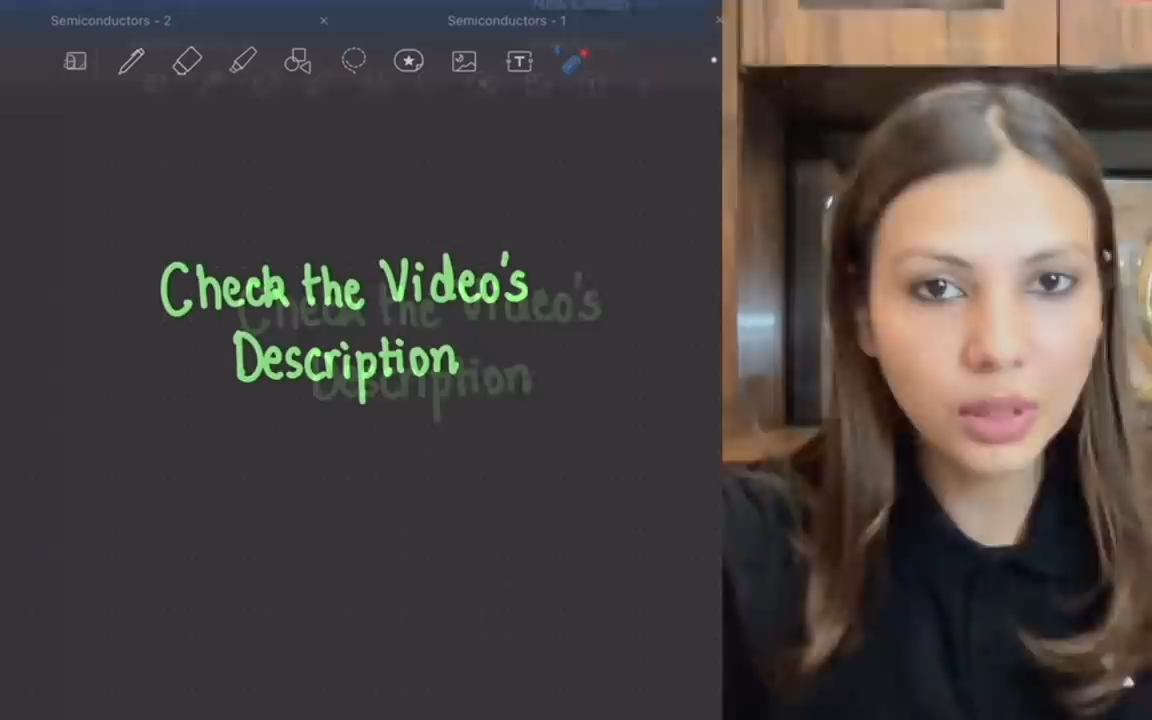 Semiconductors - 2
Semiconductors - 1
T
Check the Video's
Description